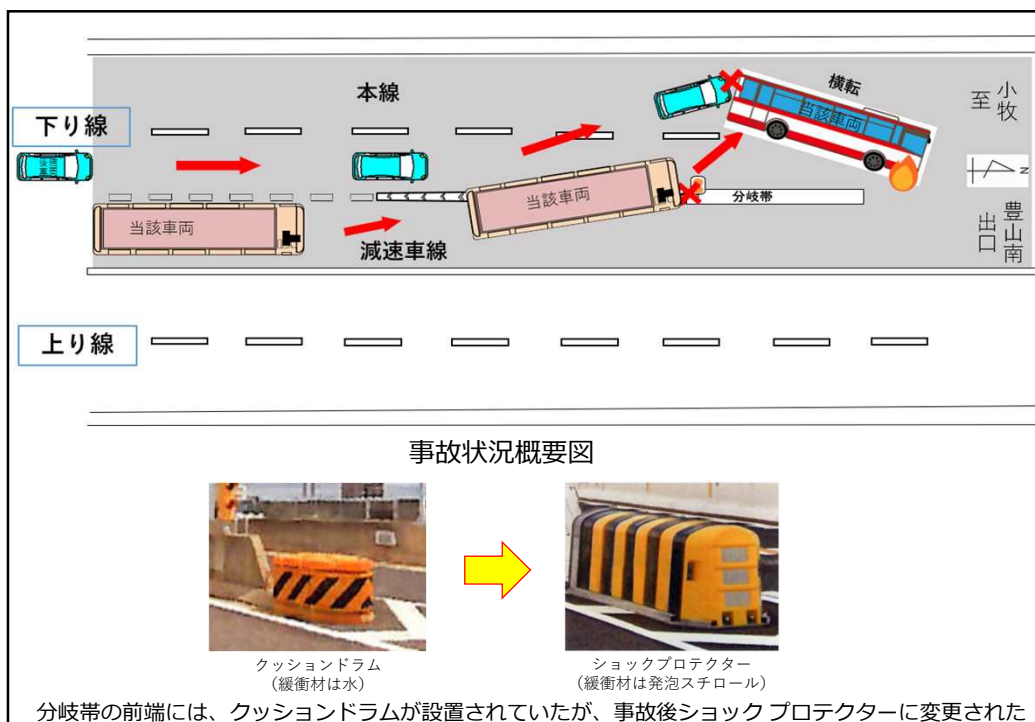 本線
下り線
後続車両
当該車両
当該車両
減速車線
分岐帯
横転
当該車両
至小牧
N
豊山南出口
上り線
事故状況概要図
クッションドラム
（緩衝材は水）
ショックプロテクター
（緩衝材は発泡スチロール）
分岐帯の前端には、クッションドラムが設置されていたが、事故後ショックプロテクターに変更された